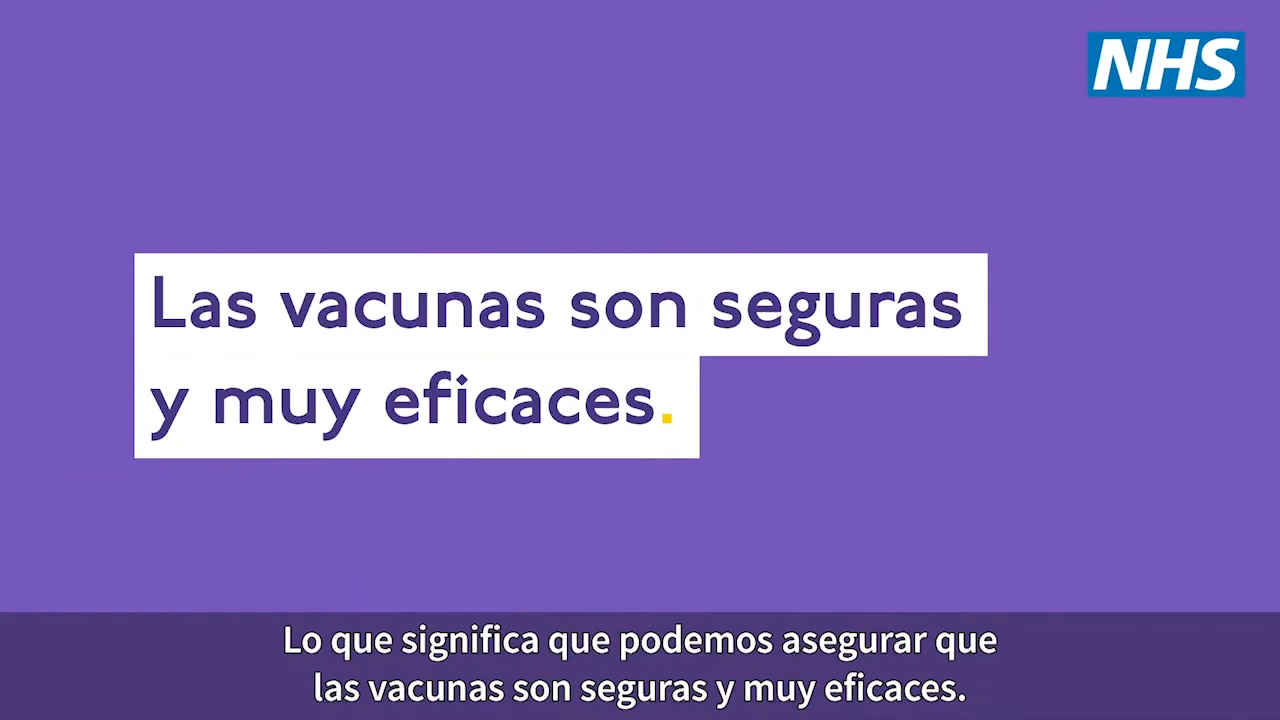 NHS
Las vacunas son seguras
y muy eficaces.
Lo que significa que podemos asegurar que
las vacunas son seguras y muy eficaces.